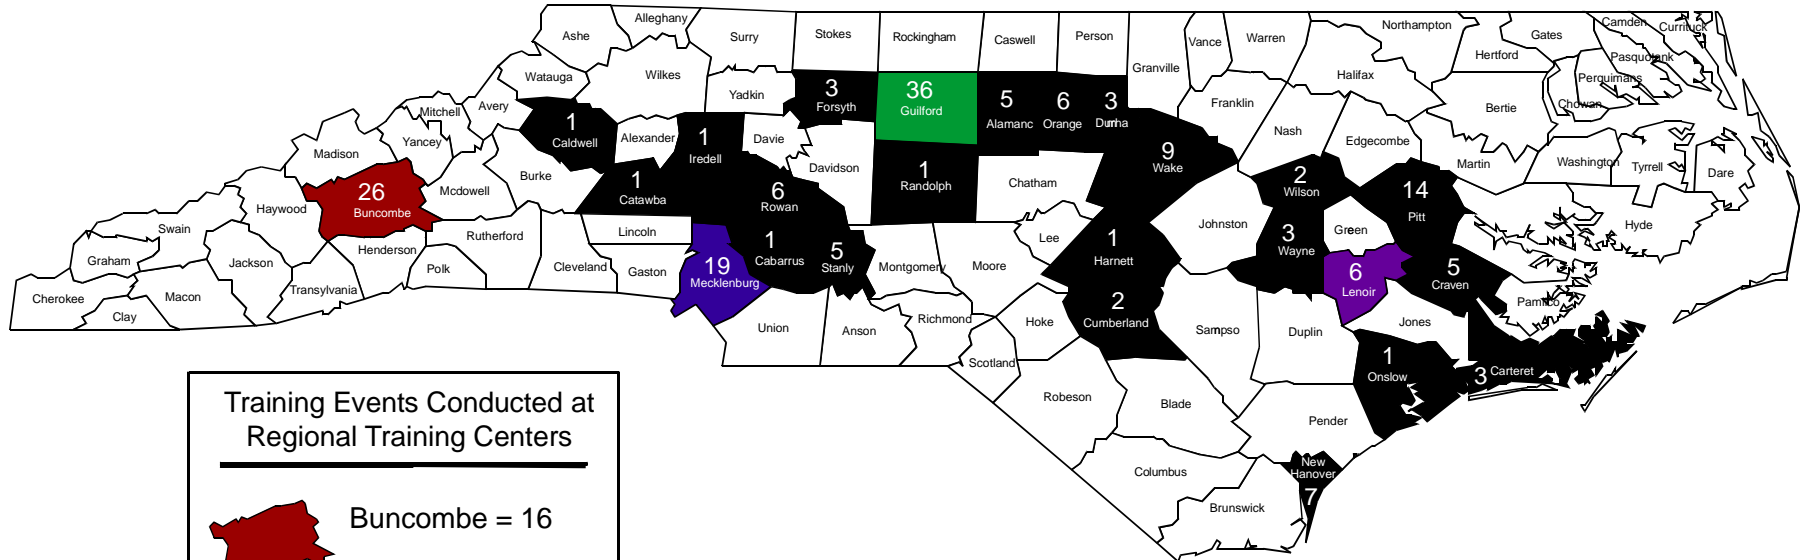 Alleghany
Ashe
Surry
Stokes
Rockingham
Caswell
Person
Vance
Warren
Northampton
Gates
Camden
Currituck
Hertford
Pasquotank
Watauga
Wilkes
Yadkin
Granville
Halifax
Perquimans
Chowan
Bertie
Mitchell
Avery
3
Forsyth
36
Guilford
5
Alamanc
6
Orange
3
Durha
m
Franklin
Nash
Edgecombe
Yancey
1
Caldwell
Alexander
1
Iredell
Davie
Davidson
Madison
Burke
Mcdowell
9
Wake
Martin
Washington
Tyrrell
Dare
26
Buncombe
1
Catawba
6
Rowan
1
Randolph
Chatham
2
Wilson
14
Pitt
Haywood
Swain
Rutherford
Lincoln
Johnston
Green
e
Hyde
Graham
Jackson
Henderson
Polk
Cleveland
Gaston
19
Mecklenburg
1
Cabarrus
5
Stanly
Montgomery
Moore
Lee
1
Harnett
3
Wayne
6
Lenoir
5
Craven
Cherokee
Clay
Macon
Transylvania
Pamlico
Union
Anson
Richmond
Hoke
2
Cumberland
Sampso
n
Duplin
Jones
Scotland
1
Onslow
3 Carteret
Robeson
Blade
Pender
Columbus
New
Hanover
7
Brunswick
Training Events Conducted at
Regional Training Centers
Buncombe = 16